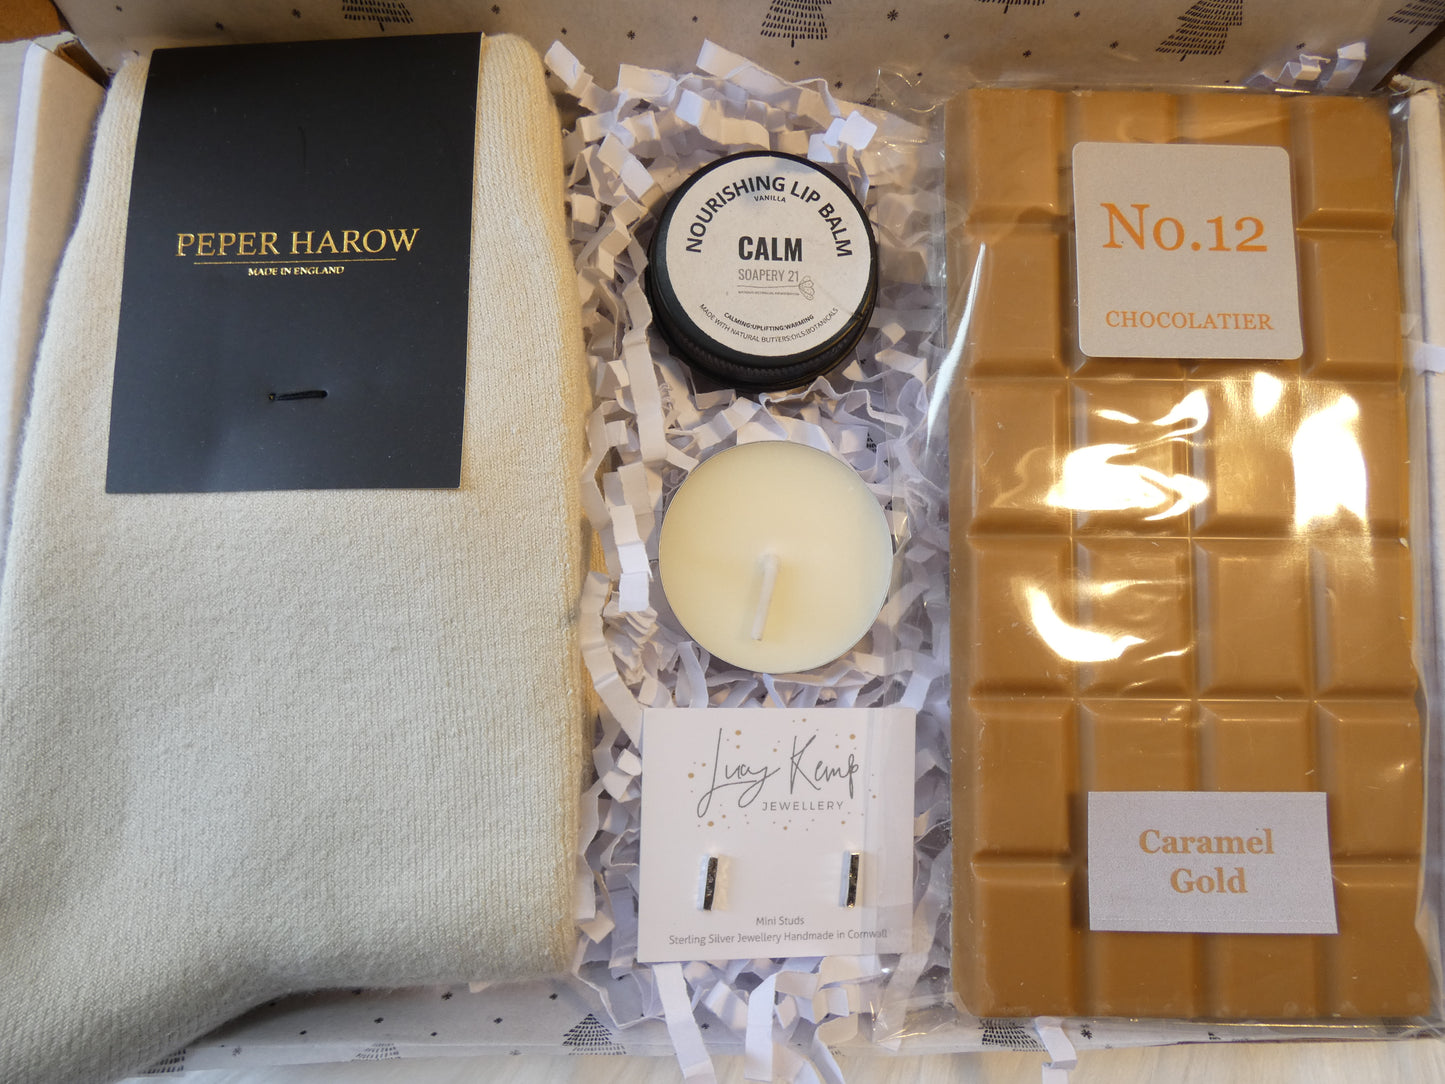 PEPER HAROW
MADE IN ENGLAND
NOURISHING LIP BALM
VANILLA
CALM
SOAPERY 21
CALMING:UPLIFTING:WARMING
MADE WITH NATURAL BUTTERS:OILS:BOTANICALS
Lucy Kemp
JEWELLERY
Mini Studs
Sterling Silver Jewellery Handmade in Cornwall
No.12
CHOCOLATIER
Caramel
Gold